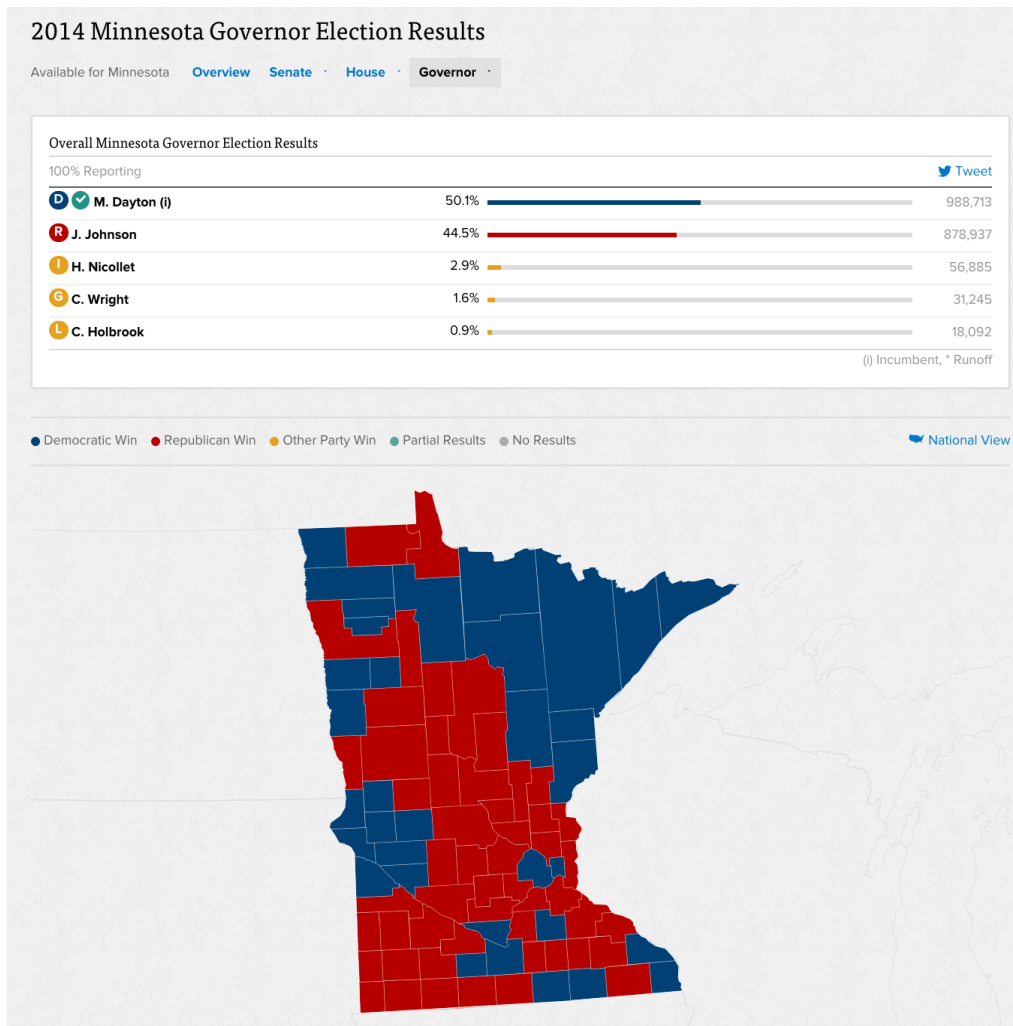 2014 Minnesota Governor Election Results
Available for Minnesota Overview Senate House Governor
Overall Minnesota Governor Election Results
100% Reporting Tweet
D M. Dayton (i) 50.1% 988,713
R J. Johnson 44.5% 878,937
I H. Nicollet 2.9% 56,885
G C. Wright 1.6% 31,245
L C. Holbrook 0.9% 18,092
(i) Incumbent, * Runoff
Democratic Win Republican Win Other Party Win Partial Results No Results National View